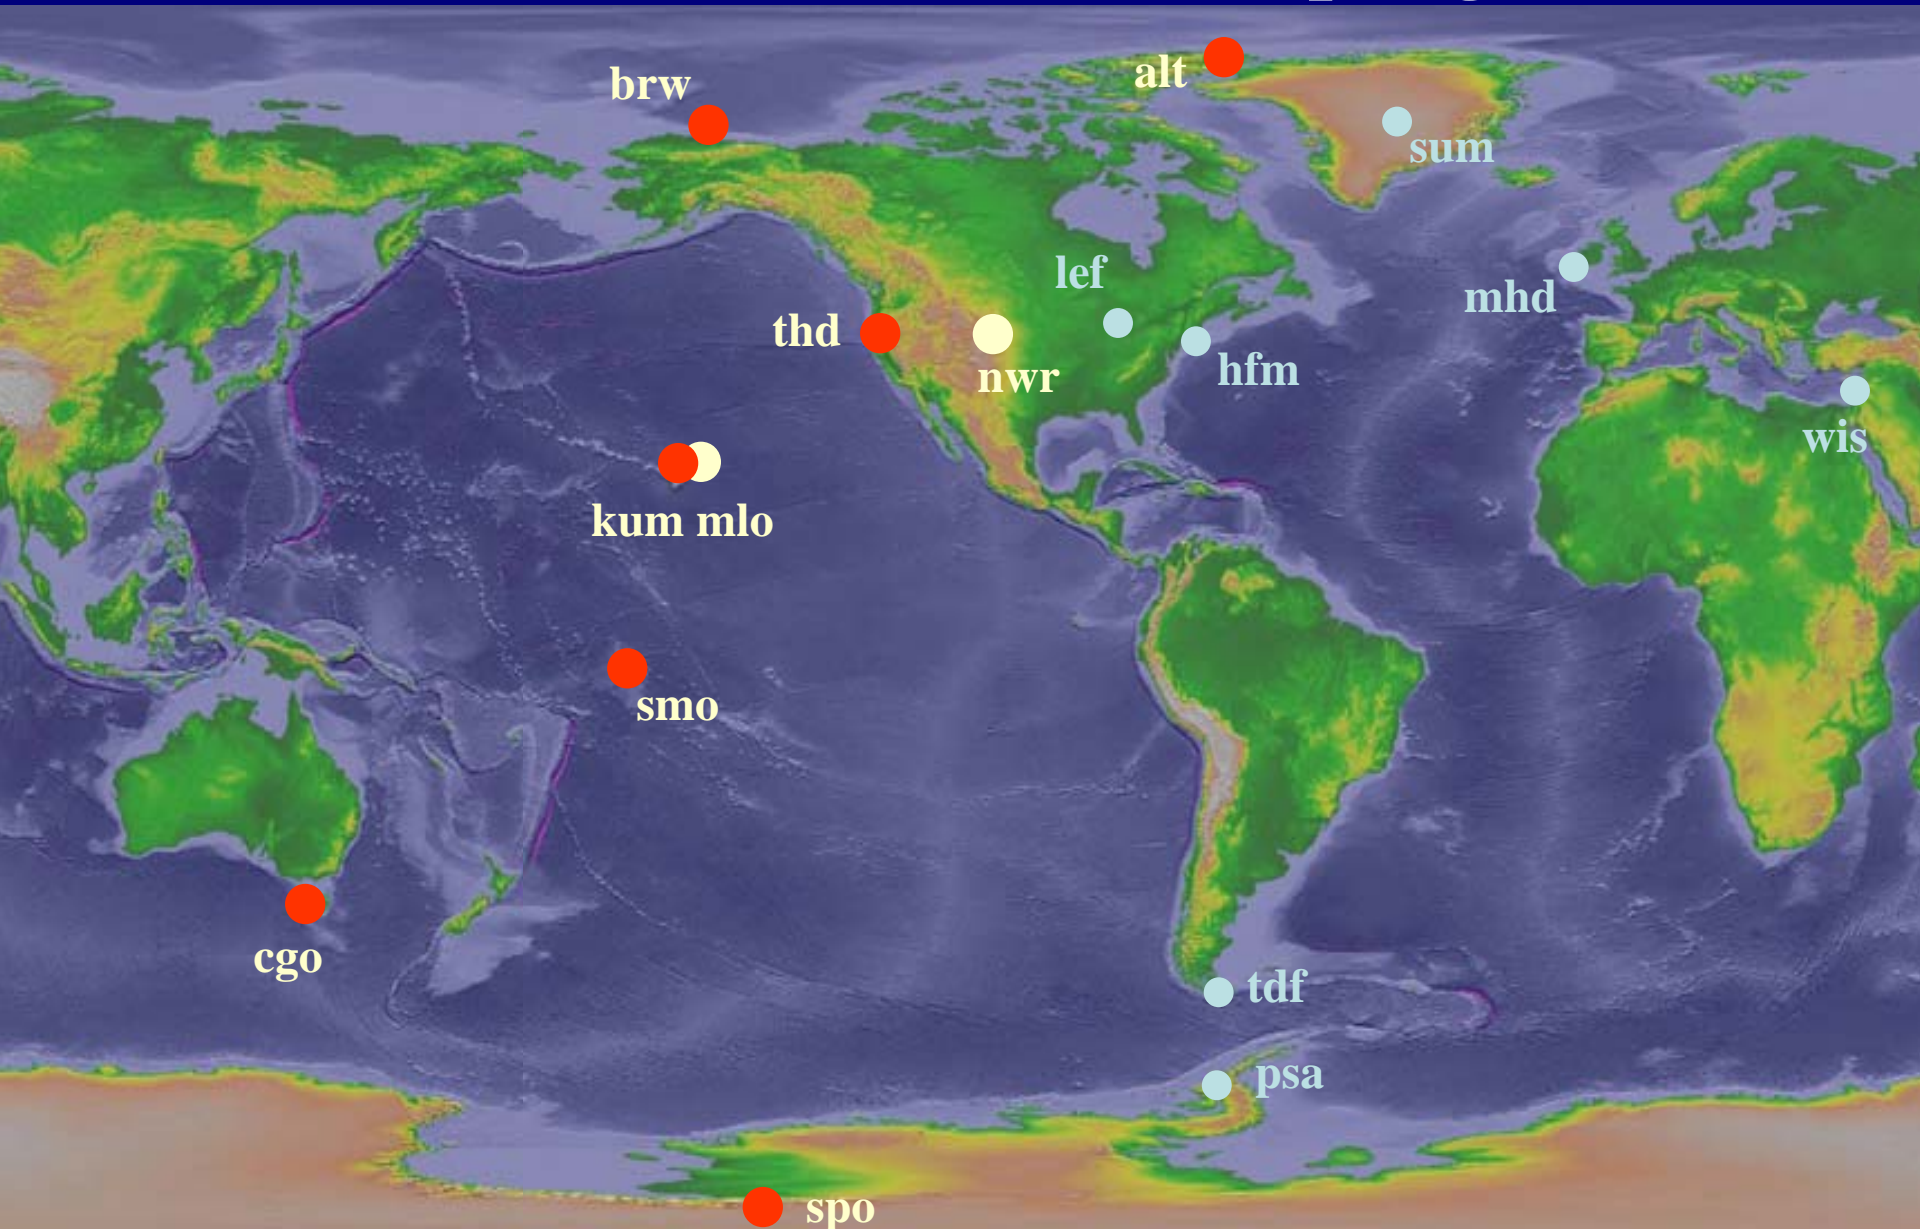 brw
alt
sum
lef
mhd
thd
nwr
hfm
wis
kum mlo
smo
cgo
tdf
psa
spo